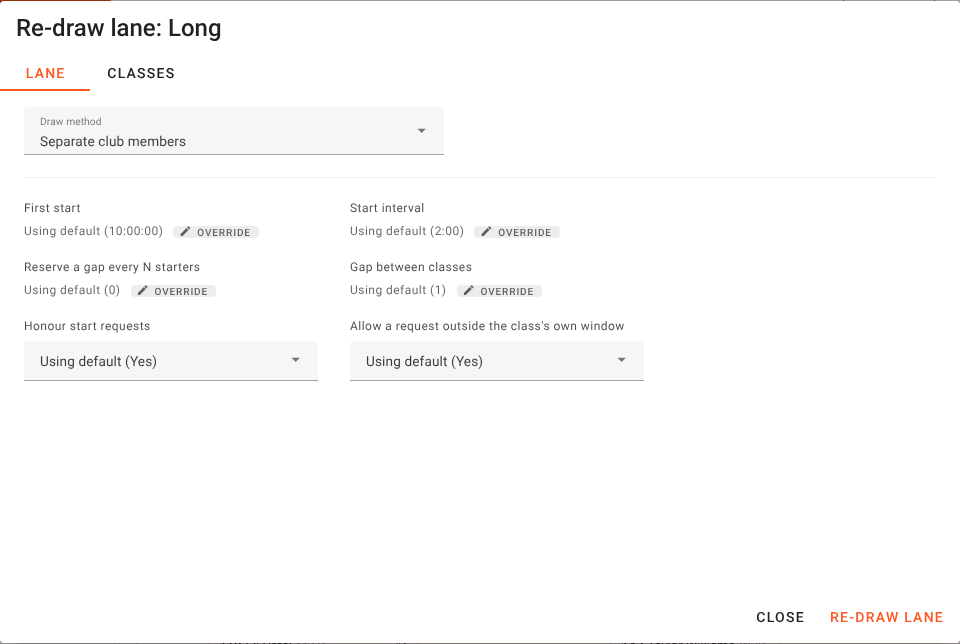 Re-draw lane: Long
LANE CLASSES
Draw method
Separate club members
First start Start interval
Using default (10:00:00) OVERRIDE Using default (2:00) OVERRIDE
Reserve a gap every N starters Gap between classes
Using default (0) OVERRIDE Using default (1) OVERRIDE
Honour start requests Allow a request outside the class's own window
Using default (Yes) Using default (Yes)
CLOSE RE-DRAW LANE